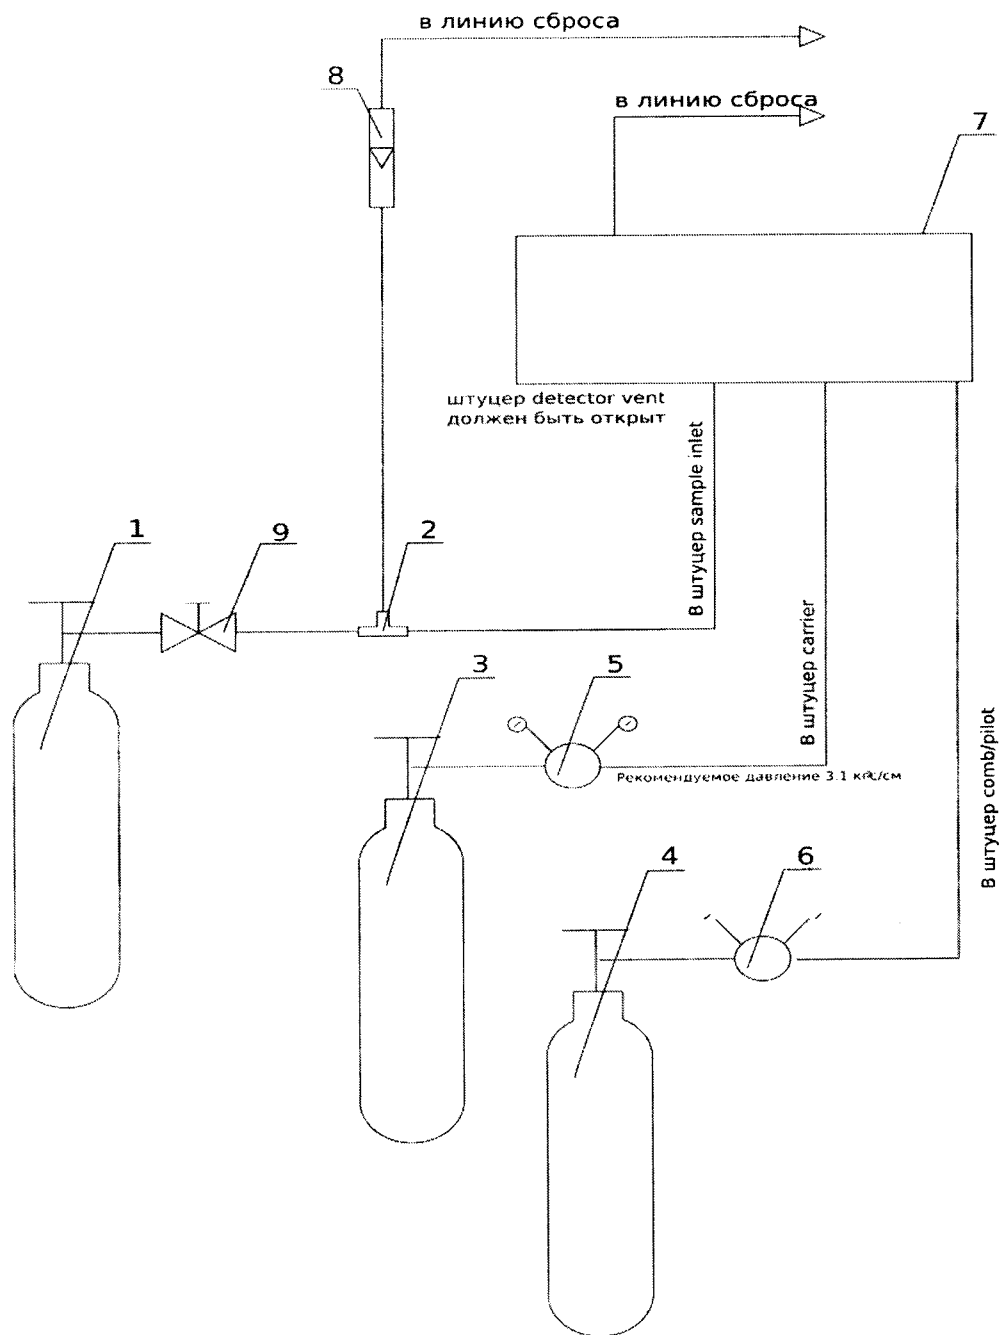 в линию сброса
8
в линию сброса
7
штуцер detector vent
должен быть открыт
В штуцер sample inlet
1
9
2
В штуцер carrier
3
5
Рекомендуемое давление 3.1 кгс/см²
В штуцер comb/pilot
4
6